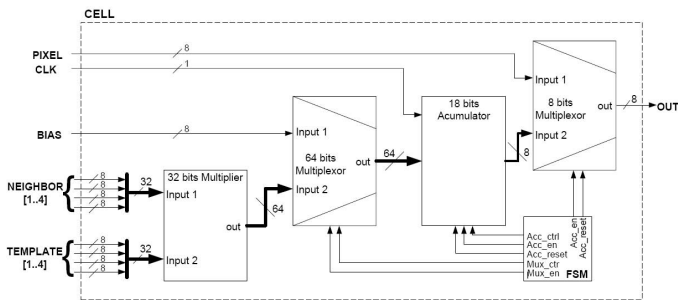 CELL
PIXEL
8
CLK
1
BIAS
8
NEIGHBOR
[1..4]
8
8
8
8
32
TEMPLATE
[1..4]
8
8
8
8
32
32 bits Multiplier
Input 1
out
Input 2
64
Input 1
64 bits
Multiplexor
out
Input 2
64
18 bits
Acumulator
8
Input 1
8 bits
Multiplexor
out
Input 2
8
OUT
Acc_en
Acc_reset
Acc_ctrl
Acc_en
Acc_reset
Mux_ctr
Mux_en
FSM